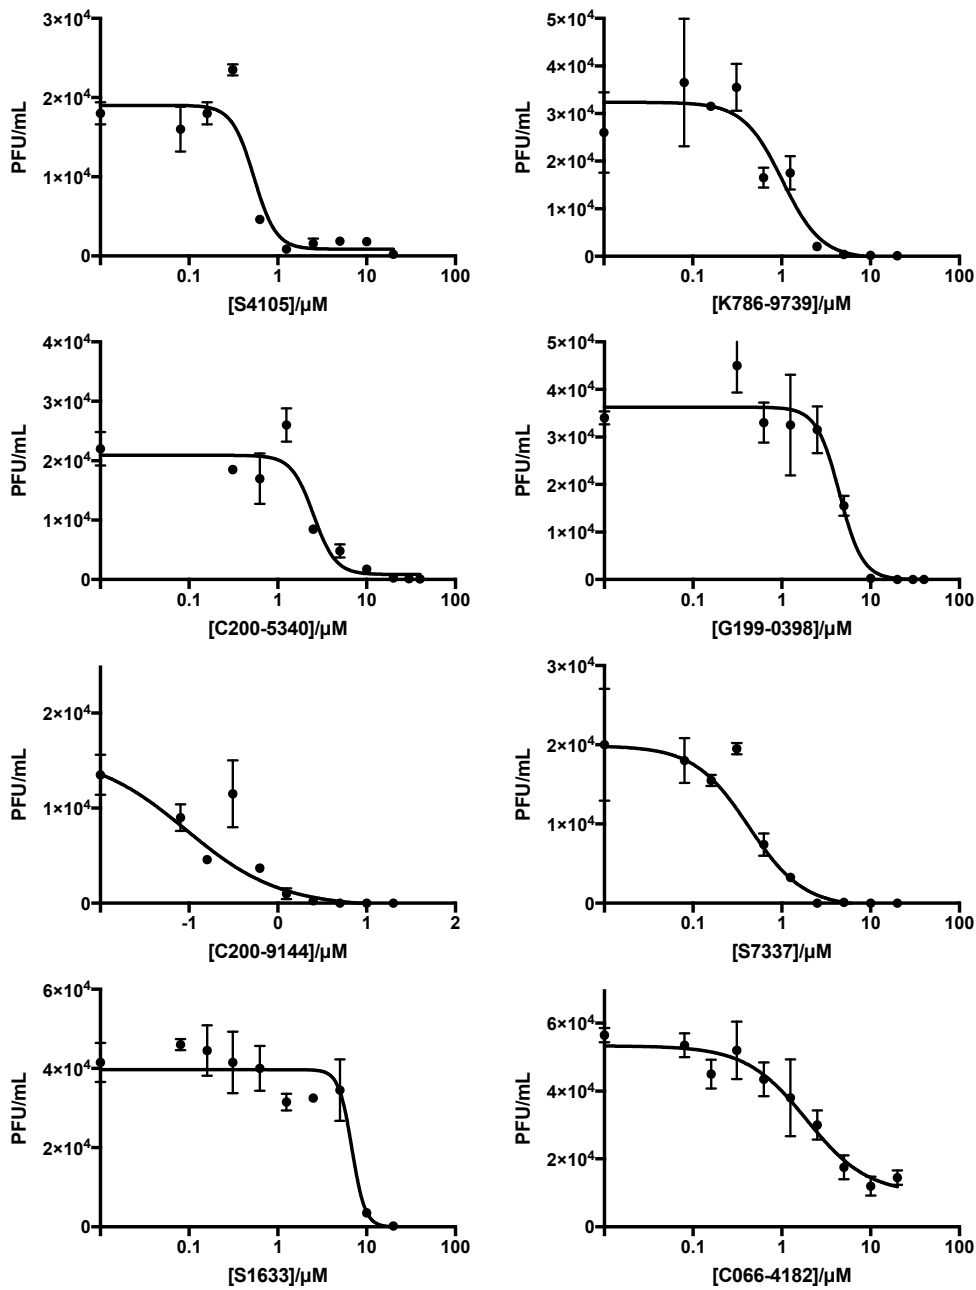 3×10⁴
2×10⁴
1×10⁴
0
PFU/mL
0.1 1 10 100
[S4105]/µM
5×10⁴
4×10⁴
3×10⁴
2×10⁴
1×10⁴
0
PFU/mL
0.1 1 10 100
[K786-9739]/µM
4×10⁴
3×10⁴
2×10⁴
1×10⁴
0
PFU/mL
0.1 1 10 100
[C200-5340]/µM
5×10⁴
4×10⁴
3×10⁴
2×10⁴
1×10⁴
0
PFU/mL
0.1 1 10 100
[G199-0398]/µM
2×10⁴
1×10⁴
0
PFU/mL
-1 0 1 2
[C200-9144]/µM
3×10⁴
2×10⁴
1×10⁴
0
PFU/mL
0.1 1 10 100
[S7337]/µM
6×10⁴
4×10⁴
2×10⁴
0
PFU/mL
0.1 1 10 100
[S1633]/µM
6×10⁴
4×10⁴
2×10⁴
0
PFU/mL
0.1 1 10 100
[C066-4182]/µM